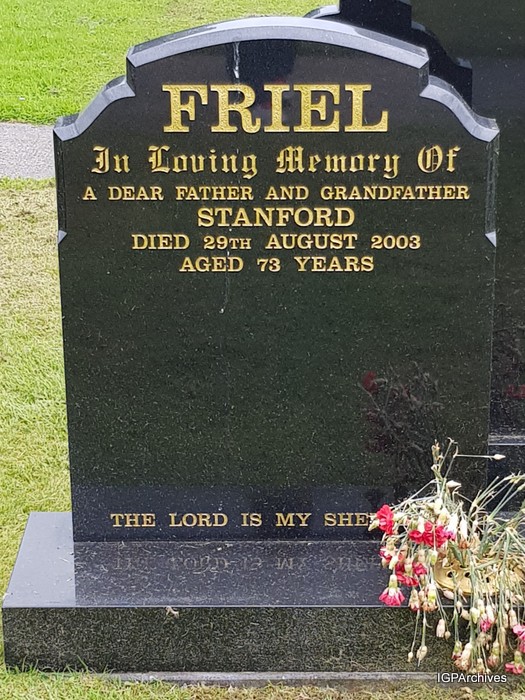 FRIEL
In Loving Memory Of
A DEAR FATHER AND GRANDFATHER
STANFORD
DIED 29TH AUGUST 2003
AGED 73 YEARS
THE LORD IS MY SHE
IGPArchives